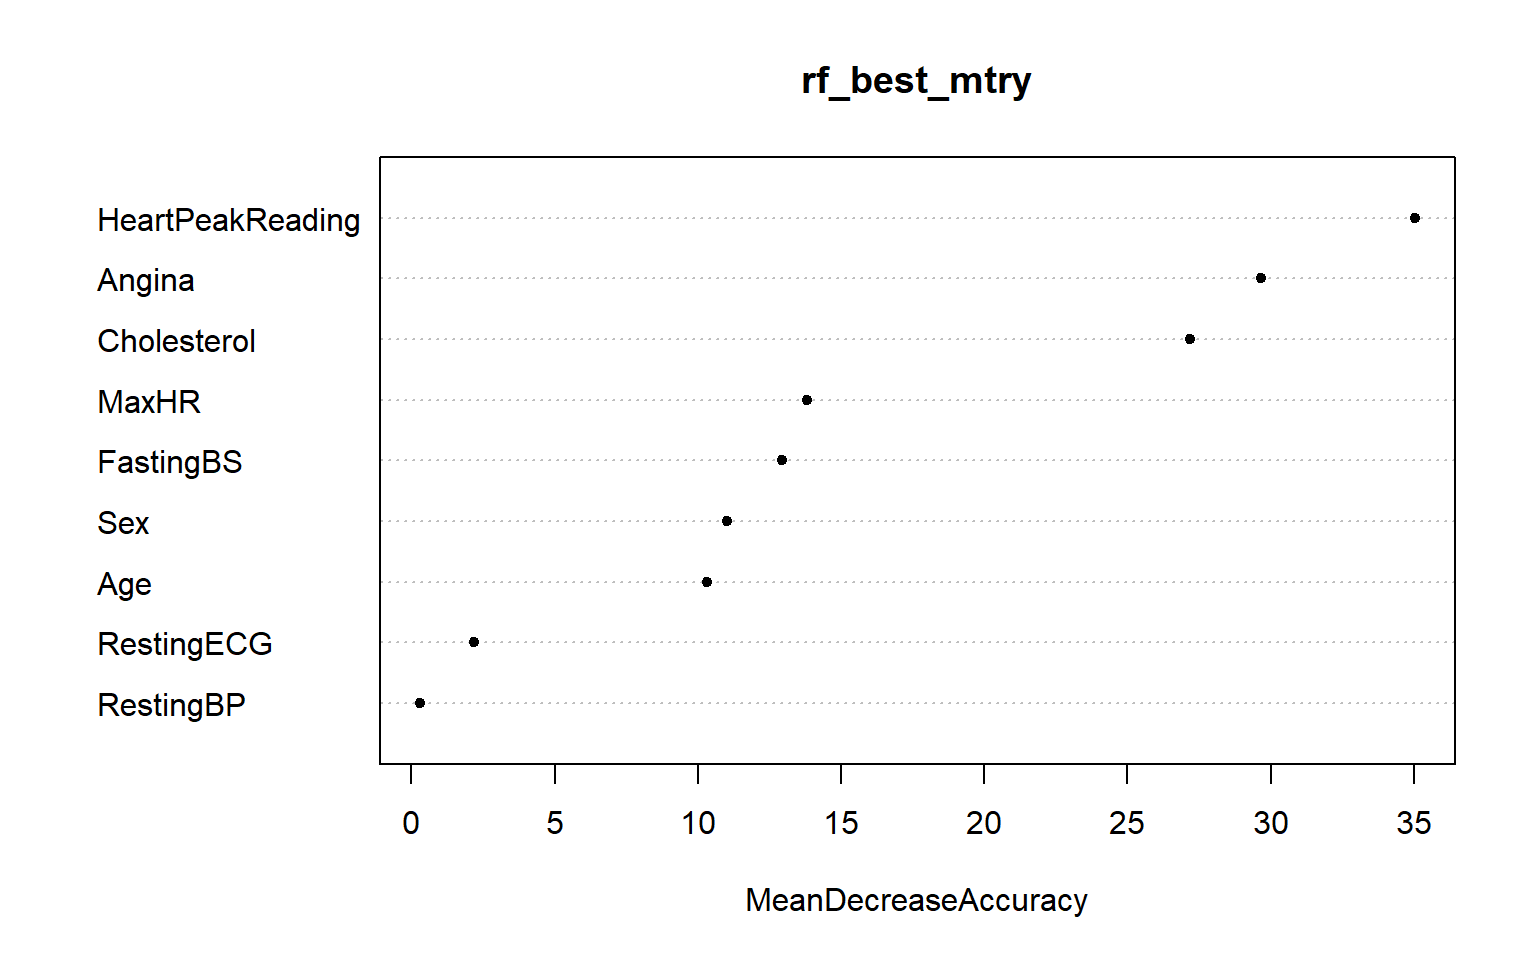 rf_best_mtry
HeartPeakReading
Angina
Cholesterol
MaxHR
FastingBS
Sex
Age
RestingECG
RestingBP
0 5 10 15 20 25 30 35
MeanDecreaseAccuracy